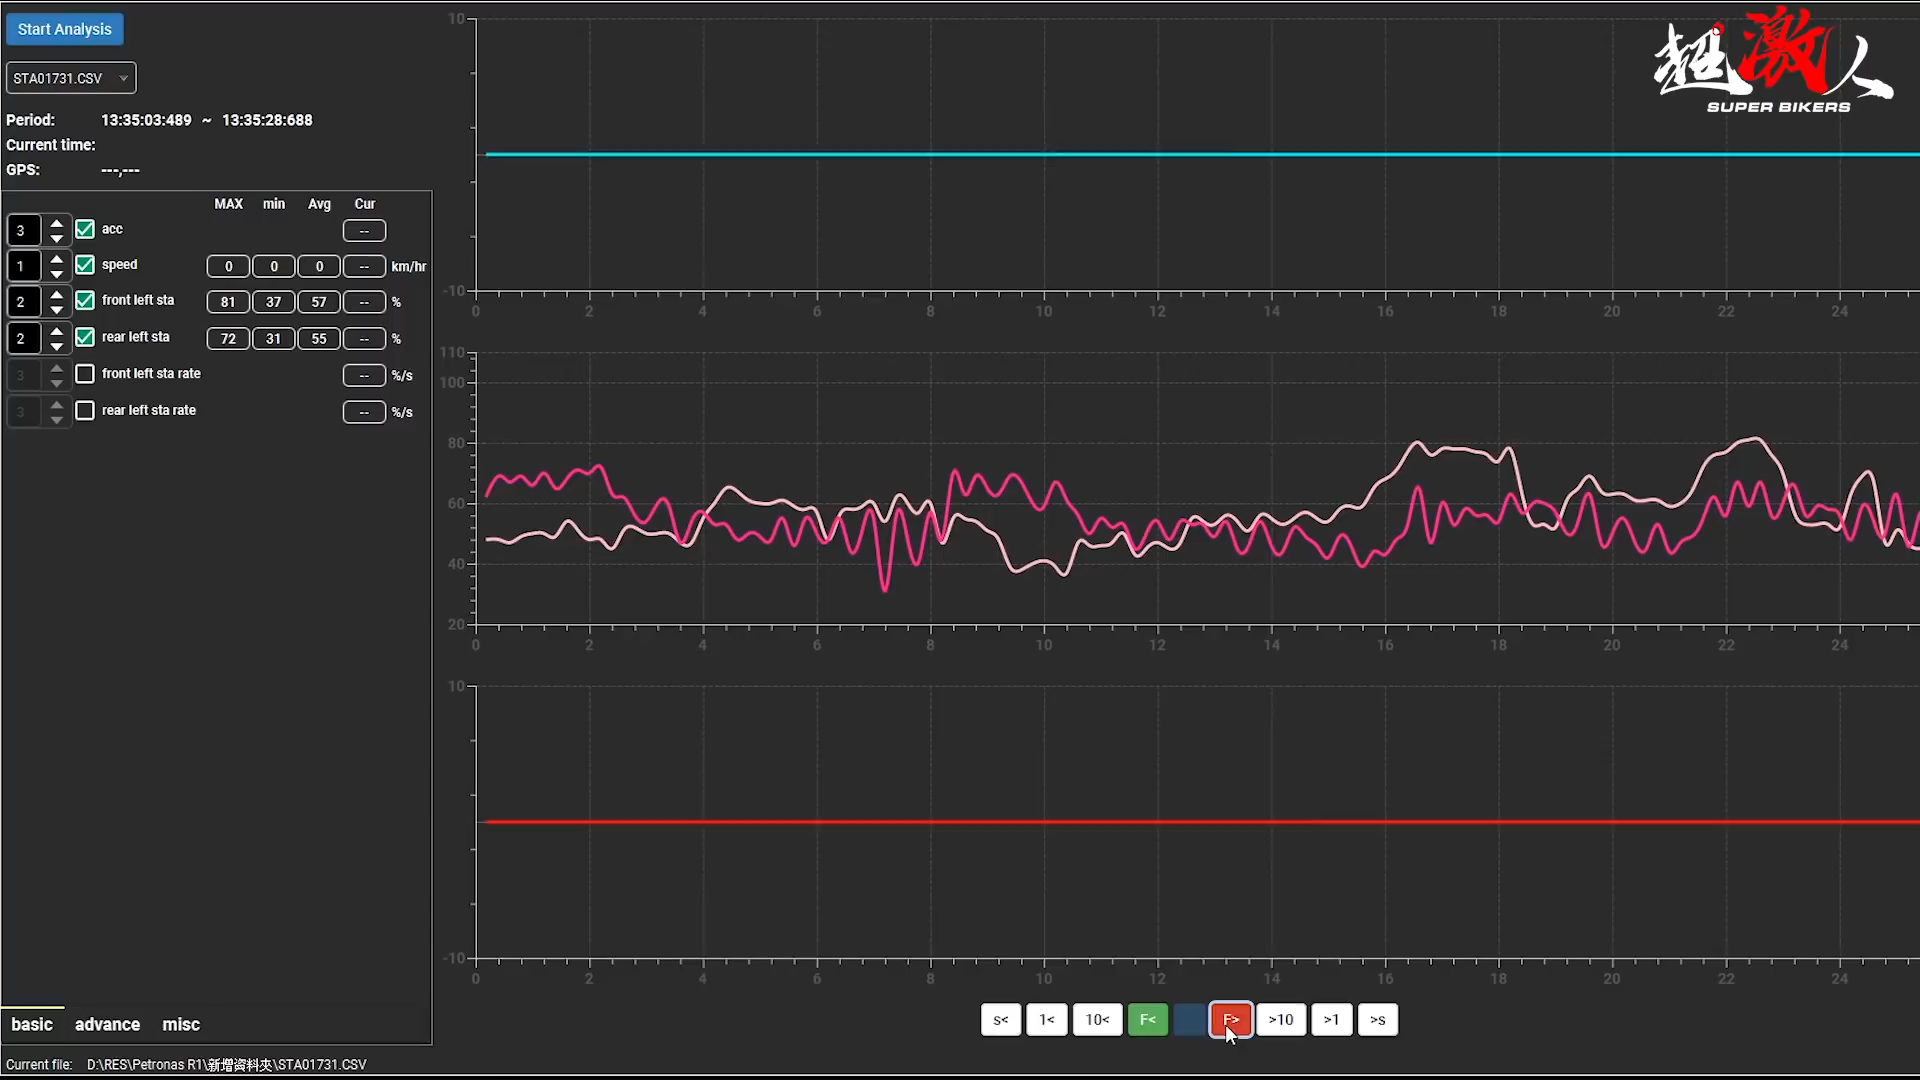 Start Analysis
STA01731.CSV
Period: 13:35:03:489 ~ 13:35:28:688
Current time:
GPS: ---,---
MAX min Avg Cur
3 acc --
1 speed 0 0 0 -- km/hr
2 front left sta 81 37 57 -- %
2 rear left sta 72 31 55 -- %
3 front left sta rate -- %/s
3 rear left sta rate -- %/s
basic advance misc
Current file: D:\RES\Petronas R1\新增資料夾\STA01731.CSV
超激人
SUPER BIKERS
10
-10
0 2 4 6 8 10 12 14 16 18 20 22 24
110
100
80
60
40
20
0 2 4 6 8 10 12 14 16 18 20 22 24
10
-10
0 2 4 6 8 10 12 14 16 18 20 22 24
s< 1< 10< F< F> >10 >1 >s